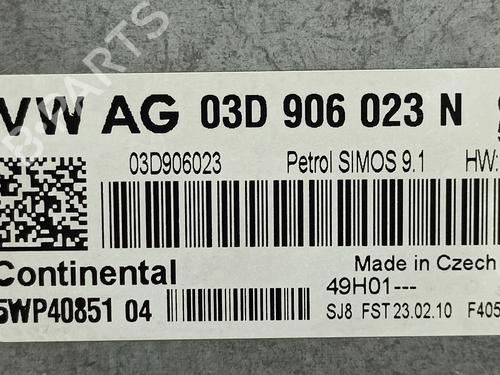 VW AG 03D 906 023 N
03D906023 Petrol SIMOS 9.1 HW:
Continental
Made in Czech
49H01---
5WP40851 04
SJ8 FST 23.02.10 F405
B-PARTS